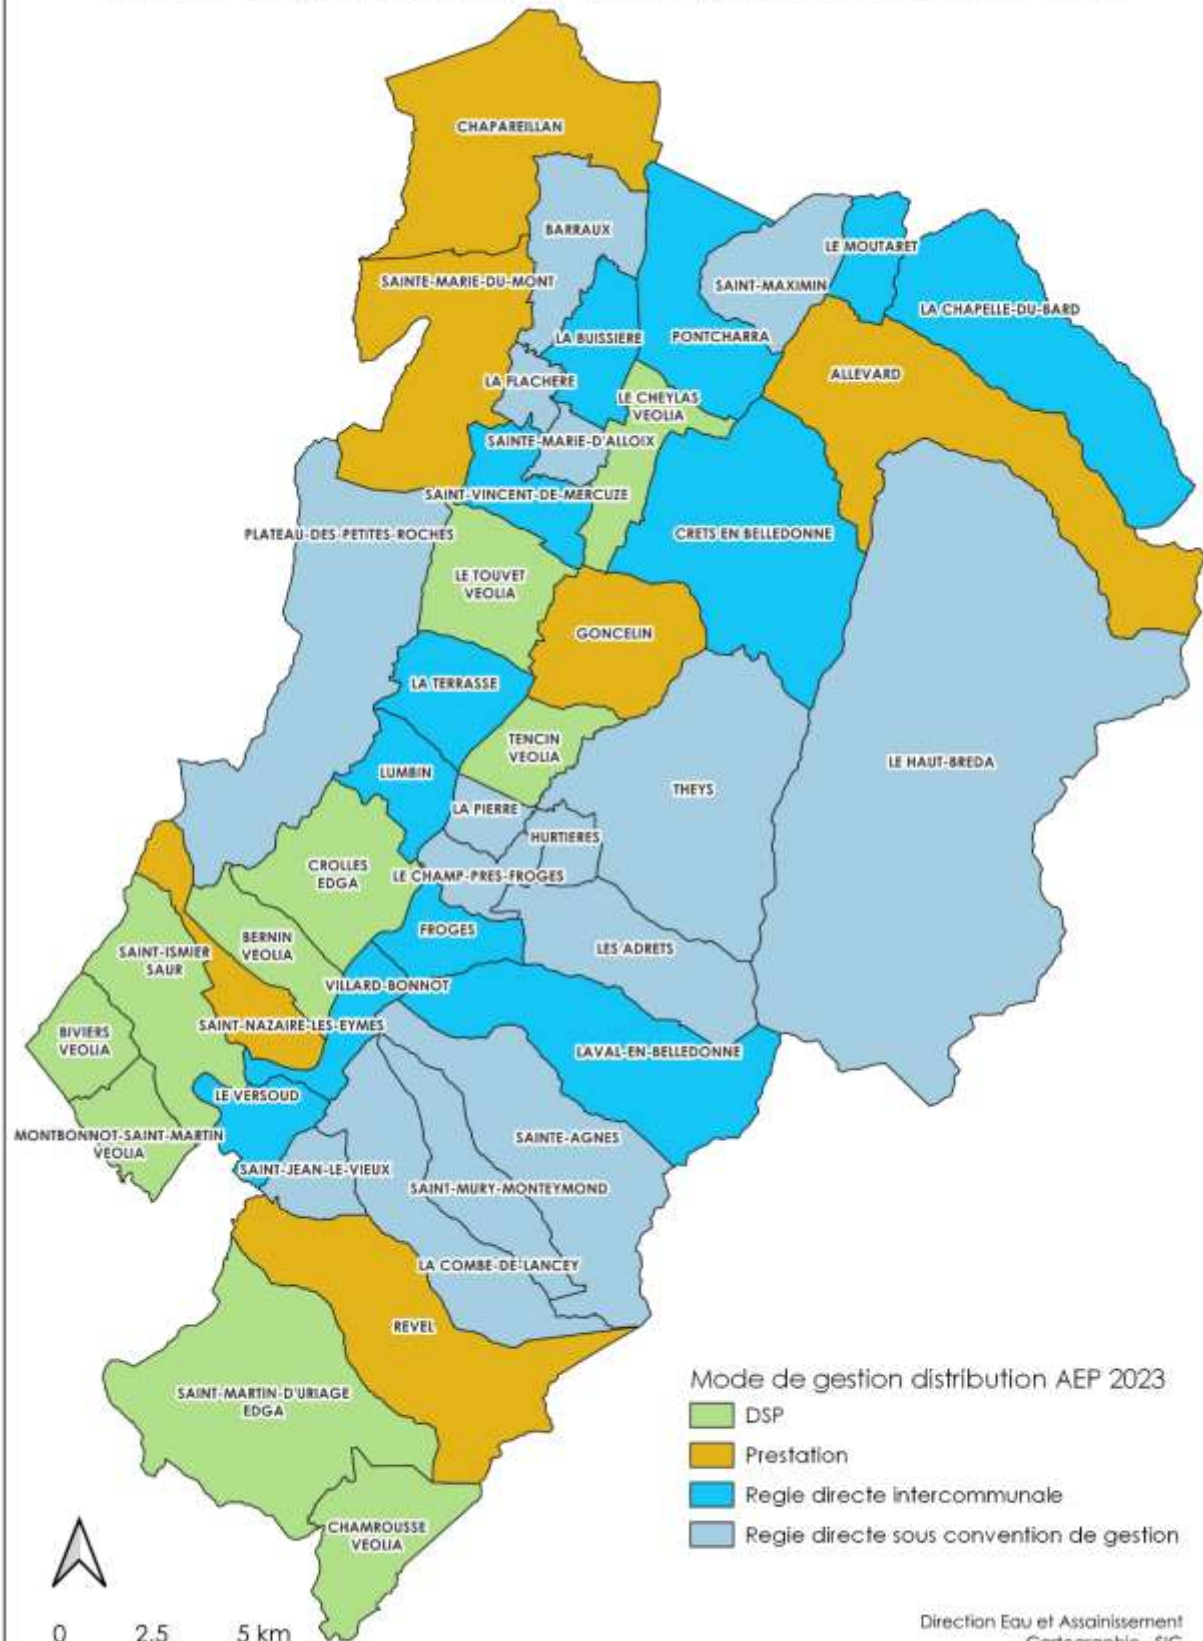 CHAPAREILLAN
BARRAUX
LE MOUTARET
SAINTE-MARIE-DU-MONT
SAINT-MAXIMIN
LA CHAPELLE-DU-BARD
LA BUISSIERE
PONTCHARRA
LA FLACHERE
ALLEVARD
LE CHEYLAS
VEOLIA
SAINTE-MARIE-D'ALLOIX
SAINT-VINCENT-DE-MERCUZE
PLATEAU-DES-PETITES-ROCHES
CRETS EN BELLEDONNE
LE TOUVET
VEOLIA
GONCELIN
LA TERRASSE
TENCIN
VEOLIA
LE HAUT-BREDA
LUMBIN
THEYS
LA PIERRE
HURTIERES
CROLLES
EDGA
LE CHAMP-PRES-FROGES
FROGES
BERNIN
VEOLIA
LES ADRETS
SAINT-ISMIER
SAUR
VILLARD-BONNOT
SAINT-NAZAIRE-LES-EYMES
BIVIERS
VEOLIA
LAVAL-EN-BELLEDONNE
LE VERSOUD
MONTBONNOT-SAINT-MARTIN
VEOLIA
SAINTE-AGNES
SAINT-JEAN-LE-VIEUX
SAINT-MURY-MONTEYMOND
LA COMBE-DE-LANCEY
REVEL
SAINT-MARTIN-D'URIAGE
EDGA
CHAMROUSSE
VEOLIA
Mode de gestion distribution AEP 2023
DSP
Prestation
Regie directe intercommunale
Regie directe sous convention de gestion
0 2,5 5 km
Direction Eau et Assainissement
Cartographie SIG